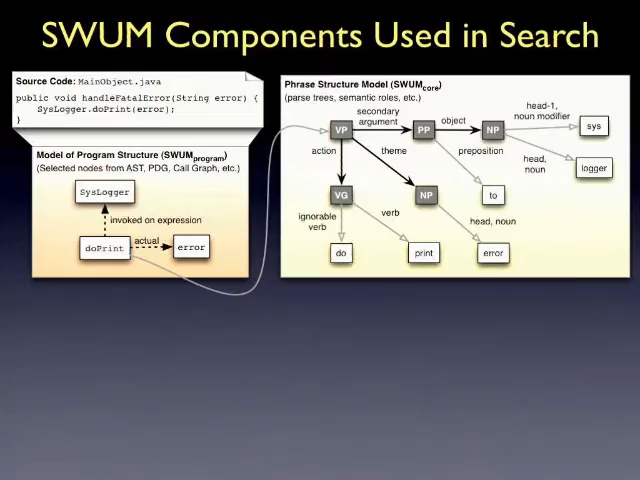 SWUM Components Used in Search
Source Code: MainObject.java
public void handleFatalError(String error) {
SysLogger.doPrint(error);
}
Model of Program Structure (SWUMprogram)
(Selected nodes from AST, PDG, Call Graph, etc.)
SysLogger
invoked on expression
doPrint
actual
error
Phrase Structure Model (SWUMcore)
(parse trees, semantic roles, etc.)
secondary
argument
object
head-1,
noun modifier
VP
PP
NP
sys
action
theme
preposition
head,
noun
logger
VG
NP
to
ignorable
verb
verb
head, noun
do
print
error